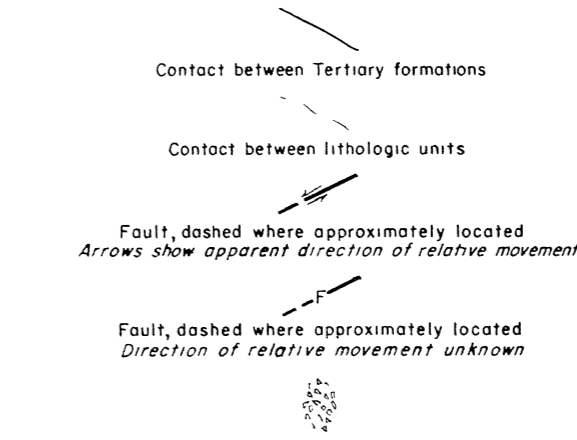 Contact between Tertiary formations
Contact between lithologic units
Fault, dashed where approximately located
Arrows show apparent direction of relative movement
F
Fault, dashed where approximately located
Direction of relative movement unknown